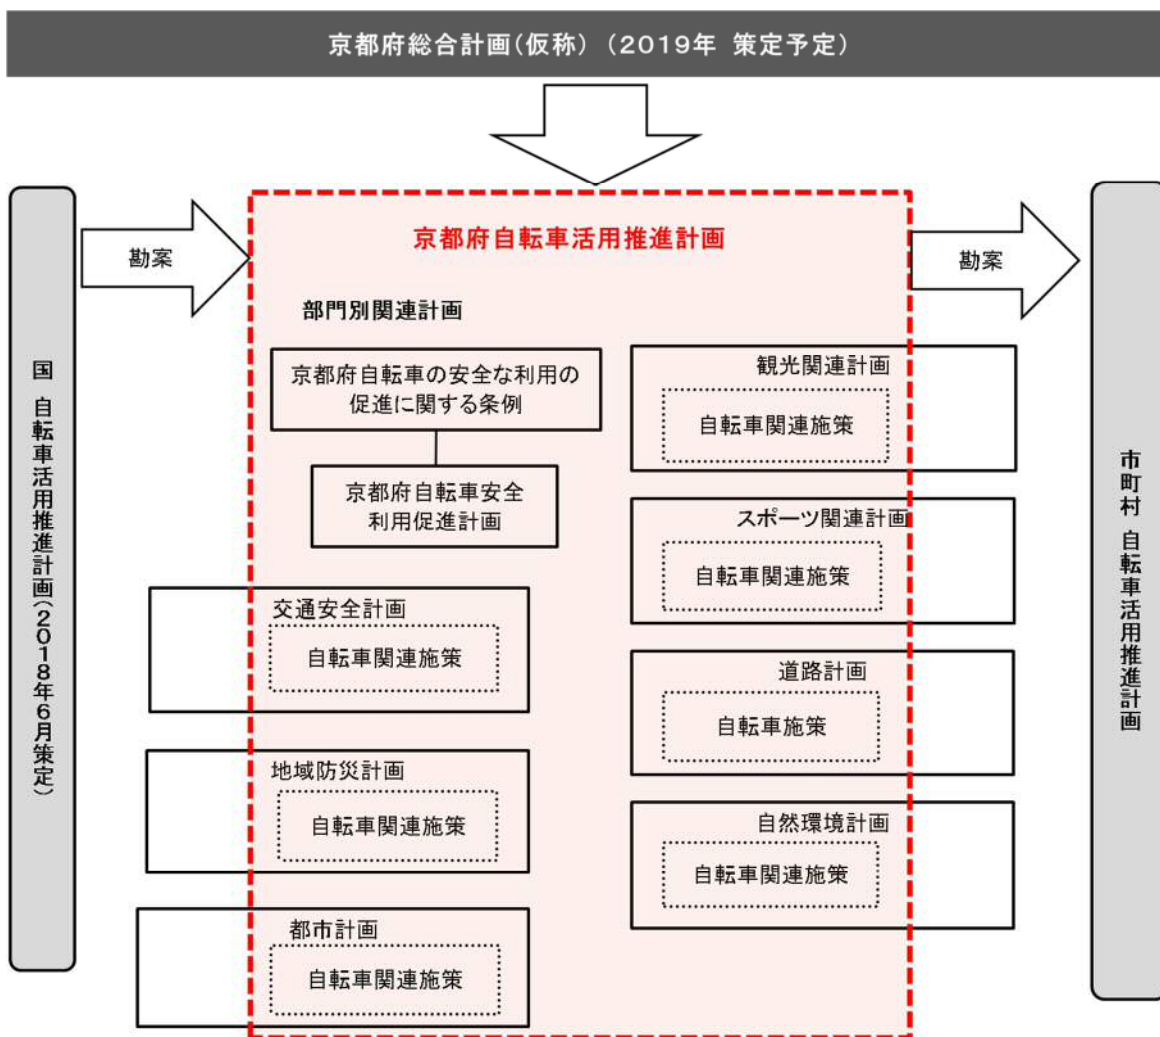 京都府総合計画(仮称) (2019年 策定予定)
勘案
京都府自転車活用推進計画
勘案
部門別関連計画
国 自転車活用推進計画(2018年6月策定)
京都府自転車の安全な利用の
促進に関する条例
京都府自転車安全
利用促進計画
交通安全計画
自転車関連施策
地域防災計画
自転車関連施策
都市計画
自転車関連施策
観光関連計画
自転車関連施策
スポーツ関連計画
自転車関連施策
道路計画
自転車施策
自然環境計画
自転車関連施策
市町村 自転車活用推進計画